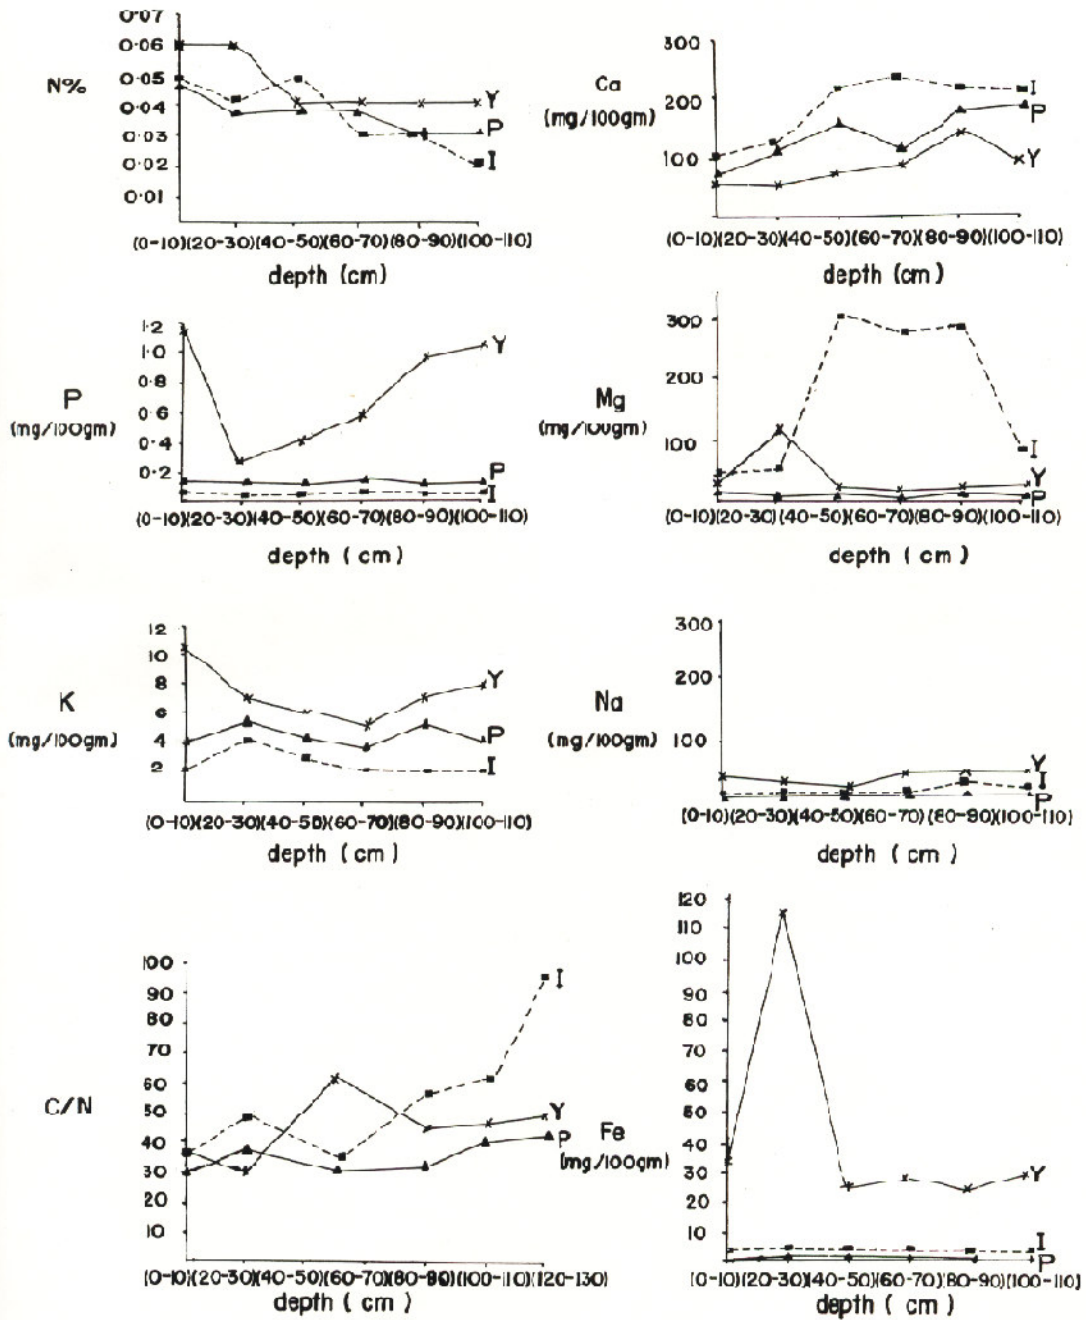 N%
0.07
0.06
0.05
0.04
0.03
0.02
0.01
Y
P
I
(0-10)(20-30)(40-50)(60-70)(80-90)(100-110)
depth (cm)
Ca
(mg/100gm)
300
200
100
I
P
Y
(0-10)(20-30)(40-50)(60-70)(80-90)(100-110)
depth (cm)
P
(mg/100gm)
1.2
1.0
0.8
0.6
0.4
0.2
Y
P
I
(0-10)(20-30)(40-50)(60-70)(80-90)(100-110)
depth (cm)
Mg
(mg/100gm)
300
200
100
I
Y
P
(0-10)(20-30)(40-50)(60-70)(80-90)(100-110)
depth (cm)
K
(mg/100gm)
12
10
8
6
4
2
Y
P
I
(0-10)(20-30)(40-50)(60-70)(80-90)(100-110)
depth (cm)
Na
(mg/100gm)
300
200
100
Y
I
P
(0-10)(20-30)(40-50)(60-70)(80-90)(100-110)
depth (cm)
C/N
100
90
80
70
60
50
40
30
20
10
I
Y
P
(0-10)(20-30)(40-50)(60-70)(80-90)(100-110)(120-130)
depth (cm)
Fe
(mg/100gm)
120
110
100
90
80
70
60
50
40
30
20
10
Y
I
P
(0-10)(20-30)(40-50)(60-70)(80-90)(100-110)
depth (cm)